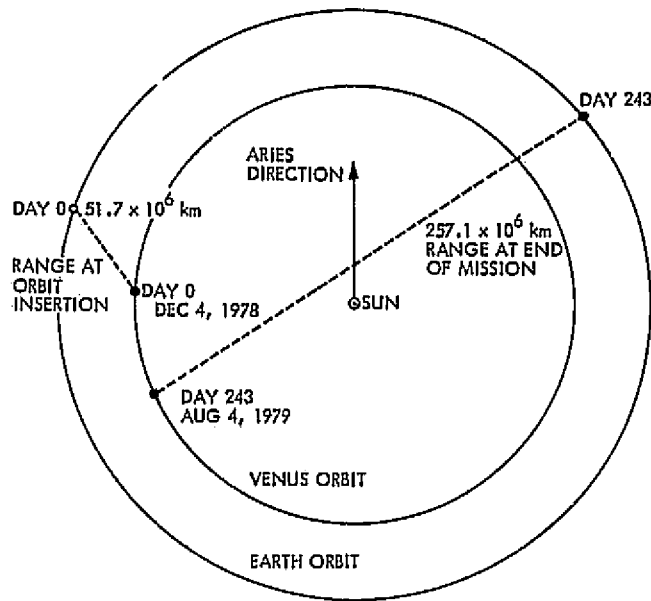 DAY 243
ARIES
DIRECTION
DAY 0
51.7 x 10⁶ km
257.1 x 10⁶ km
RANGE AT END
OF MISSION
RANGE AT
ORBIT
INSERTION
DAY 0
DEC 4, 1978
SUN
DAY 243
AUG 4, 1979
VENUS ORBIT
EARTH ORBIT